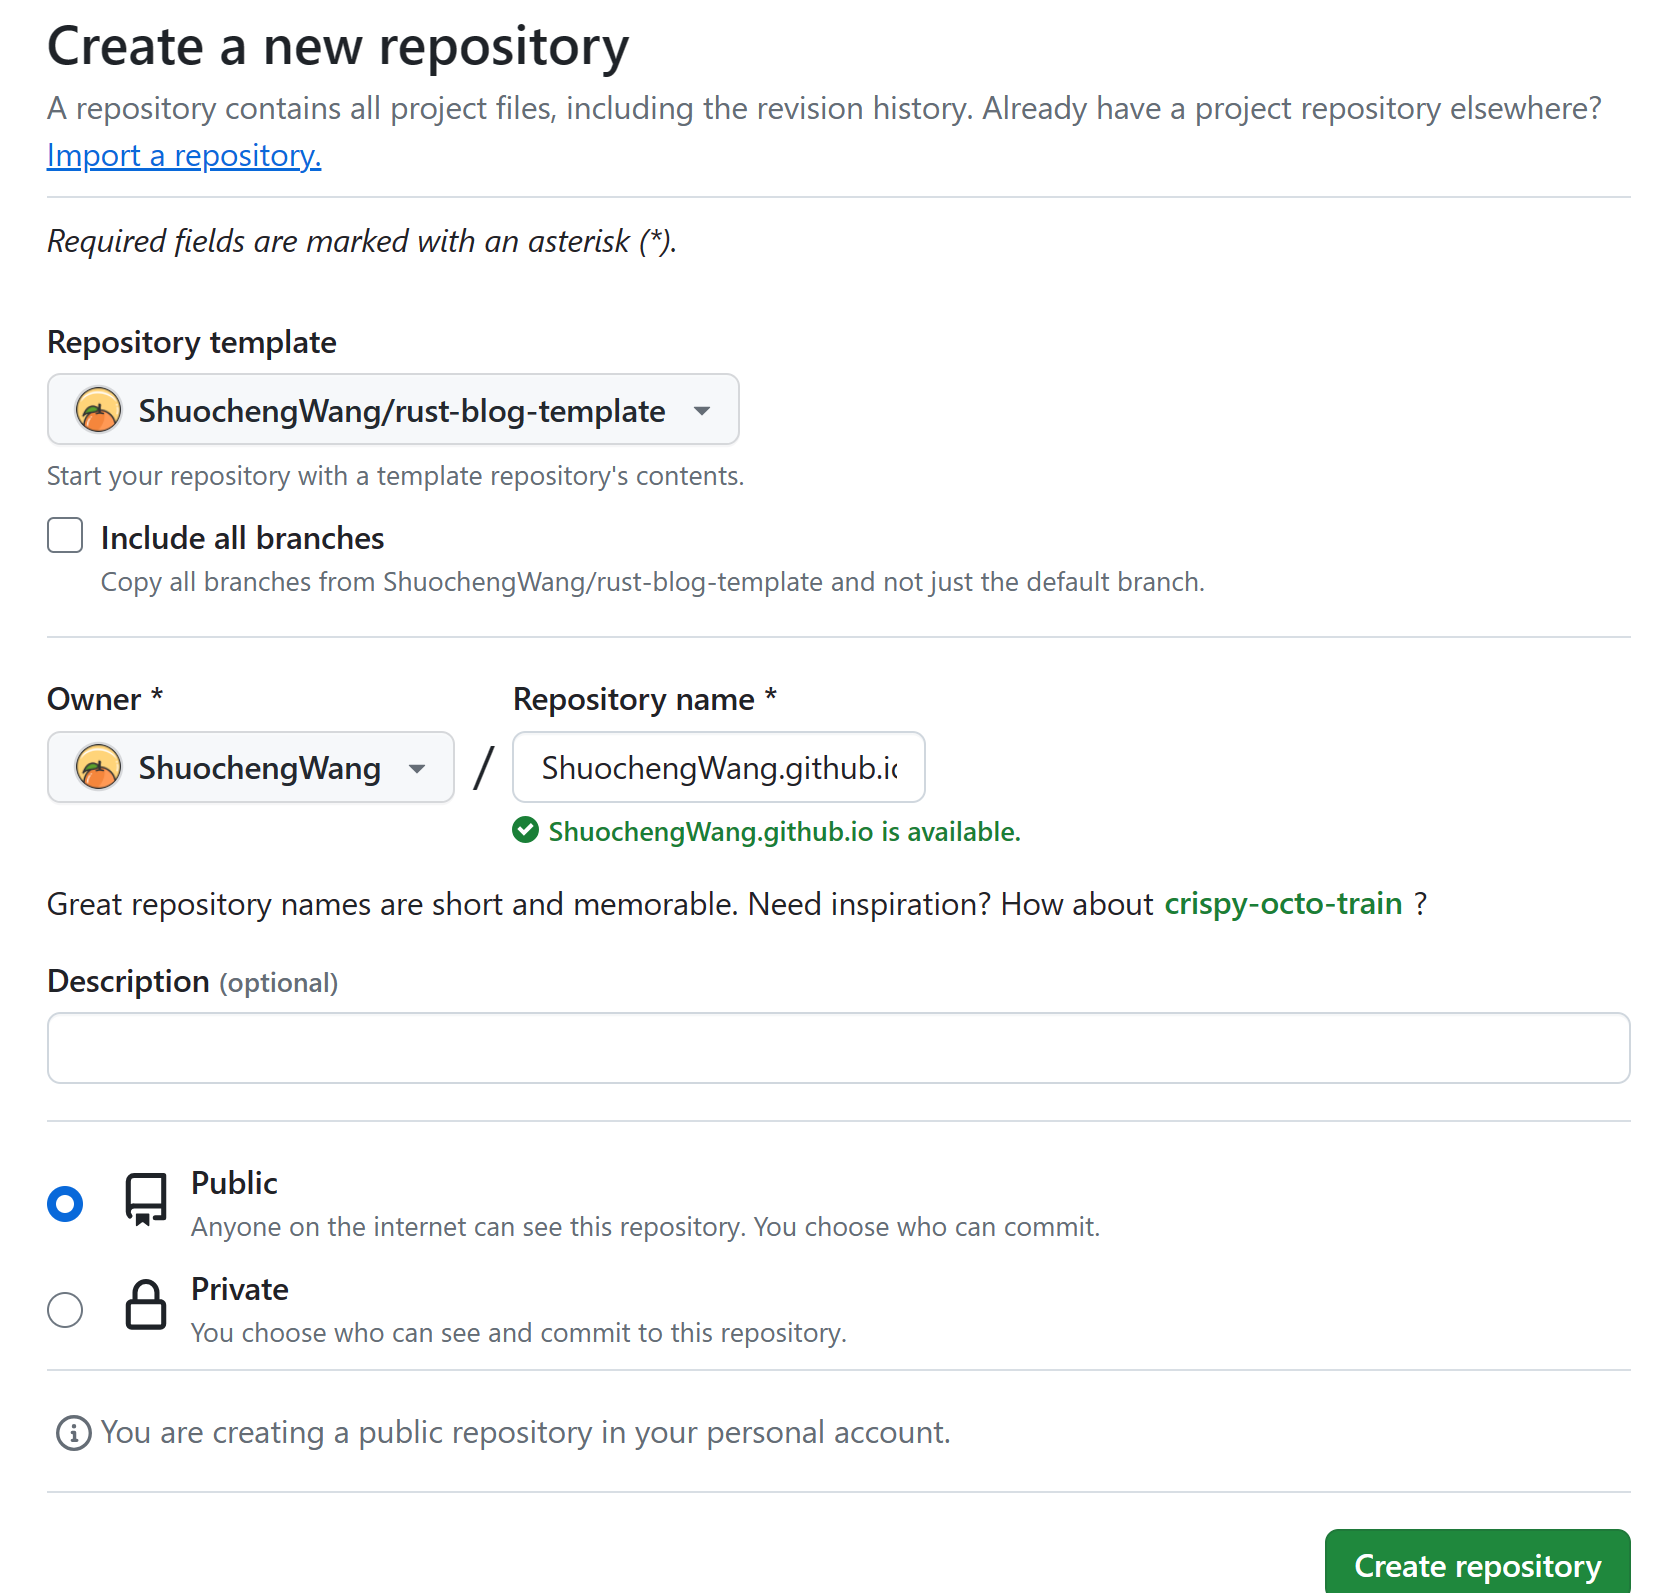 Create a new repository
A repository contains all project files, including the revision history. Already have a project repository elsewhere?
Import a repository.
Required fields are marked with an asterisk (*).
Repository template
ShuochengWang/rust-blog-template
Start your repository with a template repository's contents.
Include all branches
Copy all branches from ShuochengWang/rust-blog-template and not just the default branch.
Owner * Repository name *
ShuochengWang / ShuochengWang.github.io
ShuochengWang.github.io is available.
Great repository names are short and memorable. Need inspiration? How about crispy-octo-train ?
Description (optional)
Public
Anyone on the internet can see this repository. You choose who can commit.
Private
You choose who can see and commit to this repository.
You are creating a public repository in your personal account.
Create repository